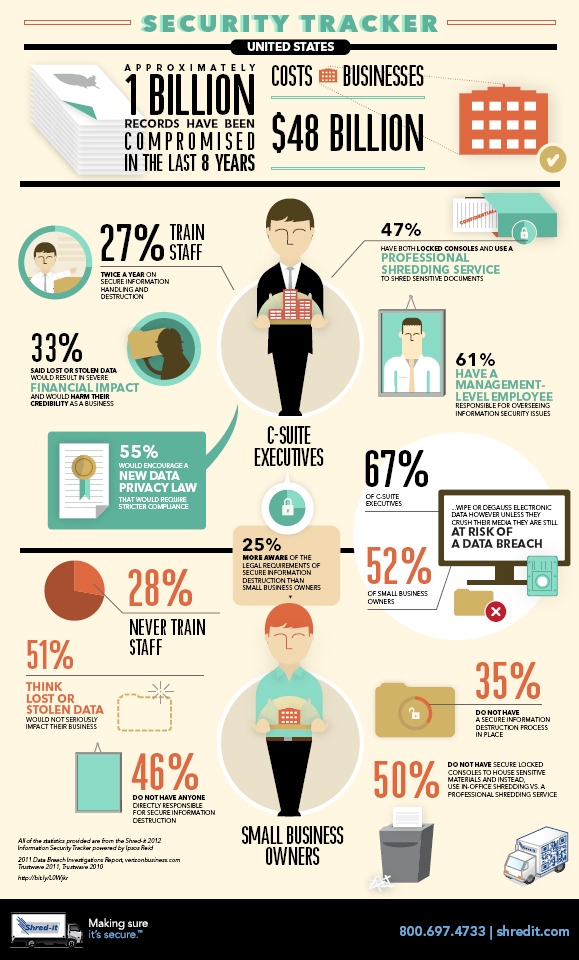 SECURITY TRACKER
UNITED STATES
APPROXIMATELY
1 BILLION
RECORDS HAVE BEEN
COMPROMISED
IN THE LAST 8 YEARS
COSTS BUSINESSES
$48 BILLION
27% TRAIN
STAFF
TWICE A YEAR ON
SECURE INFORMATION
HANDLING AND
DESTRUCTION
CONFIDENTIAL
47%
HAVE BOTH LOCKED CONSOLES AND USE A
PROFESSIONAL
SHREDDING SERVICE
TO SHRED SENSITIVE DOCUMENTS
33%
SAID LOST OR STOLEN DATA
WOULD RESULT IN SEVERE
FINANCIAL IMPACT
AND WOULD HARM THEIR
CREDIBILITY AS A BUSINESS
61%
HAVE A
MANAGEMENT-
LEVEL EMPLOYEE
RESPONSIBLE FOR OVERSEEING
INFORMATION SECURITY ISSUES
55%
WOULD ENCOURAGE A
NEW DATA
PRIVACY LAW
THAT WOULD REQUIRE
STRICTER COMPLIANCE
C-SUITE
EXECUTIVES
67%
OF C-SUITE
EXECUTIVES
...WIPE OR DEGAUSS ELECTRONIC
DATA HOWEVER UNLESS THEY
CRUSH THEIR MEDIA THEY ARE STILL
AT RISK OF
A DATA BREACH
52%
OF SMALL BUSINESS
OWNERS
25%
MORE AWARE OF THE
LEGAL REQUIREMENTS OF
SECURE INFORMATION
DESTRUCTION THAN
SMALL BUSINESS OWNERS
28%
NEVER TRAIN
STAFF
51%
THINK
LOST OR
STOLEN DATA
WOULD NOT SERIOUSLY
IMPACT THEIR BUSINESS
35%
DO NOT HAVE
A SECURE INFORMATION
DESTRUCTION PROCESS
IN PLACE
46%
DO NOT HAVE ANYONE
DIRECTLY RESPONSIBLE
FOR SECURE INFORMATION
DESTRUCTION
50%
DO NOT HAVE SECURE LOCKED
CONSOLES TO HOUSE SENSITIVE
MATERIALS AND INSTEAD,
USE IN-OFFICE SHREDDING VS. A
PROFESSIONAL SHREDDING SERVICE
SMALL BUSINESS
OWNERS
All of the statistics provided are from the Shred-it 2012
Information Security Tracker powered by Ipsos Reid
2011 Data Breach Investigations Report, verizonbusiness.com
Trustwave 2011, Trustwave 2010
http://bit.ly/L0Wjkr
Shred-it
Making sure
it's secure.™
800.697.4733 | shredit.com